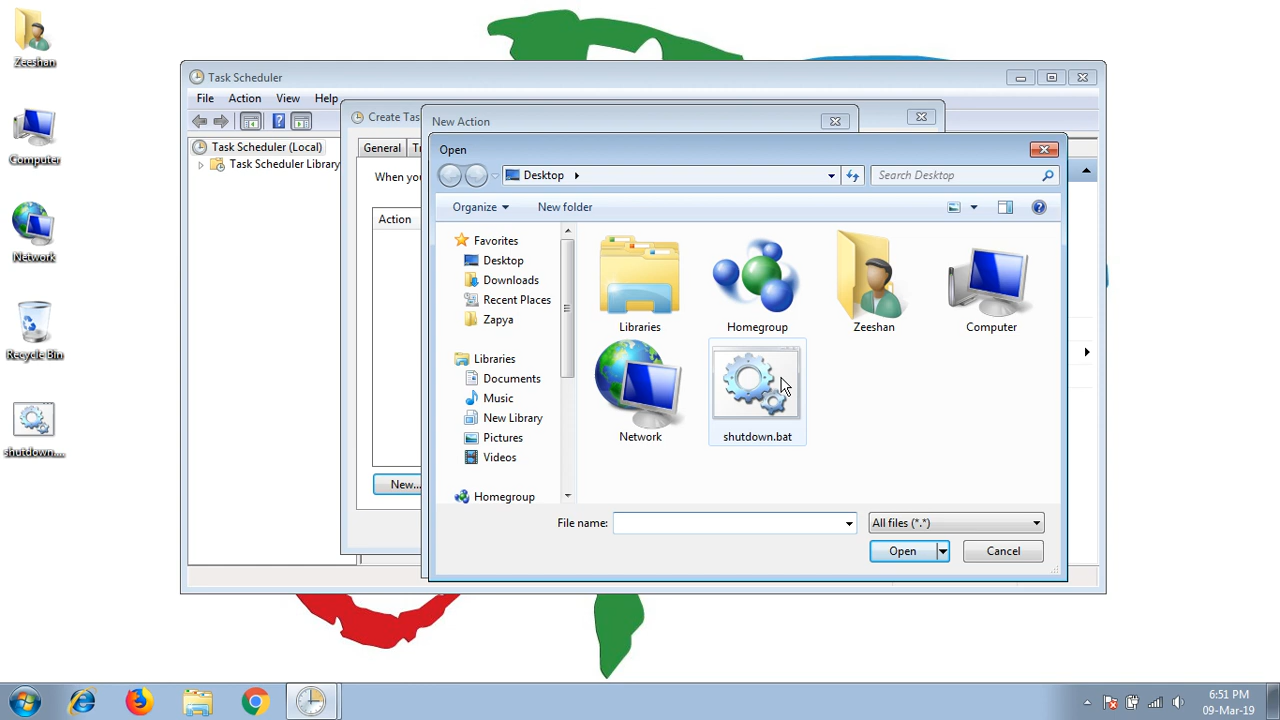 Zeeshan
Computer
Network
Recycle Bin
shutdown....
Task Scheduler
File Action View Help
Task Scheduler (Local)
Task Scheduler Library
Create Tas
General T
When you
Action
New...
New Action
Open
Desktop
Search Desktop
Organize New folder
Favorites
Desktop
Downloads
Recent Places
Zapya
Libraries
Documents
Music
New Library
Pictures
Videos
Homegroup
Libraries Homegroup Zeeshan Computer
Network shutdown.bat
File name: All files (*.*)
Open Cancel
6:51 PM
09-Mar-19